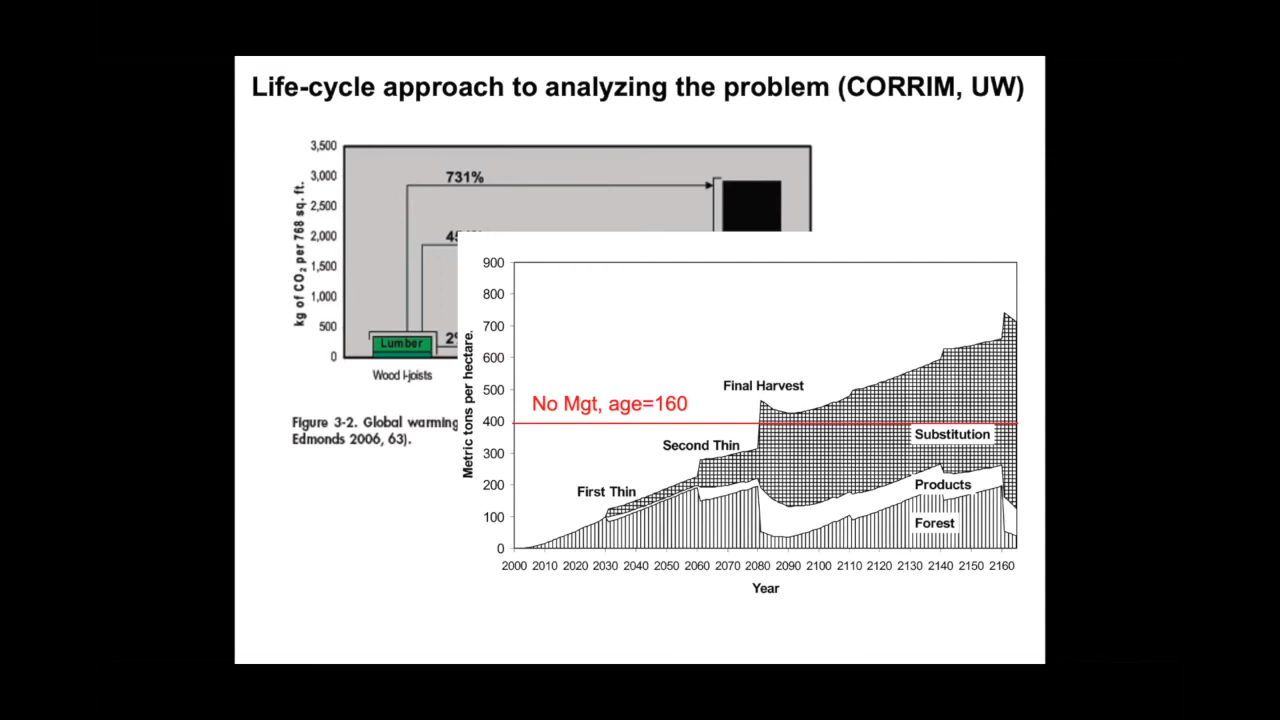 Life-cycle approach to analyzing the problem (CORRIM, UW)
3,500
3,000
2,500
2,000
1,500
1,000
500
0
kg of CO2 per 768 sq. ft.
731%
Lumber
Wood I-joists
Figure 3-2. Global warming
Edmonds 2006, 63).
900
800
700
600
500
400
300
200
100
0
Metric tons per hectare.
No Mgt, age=160
First Thin
Second Thin
Final Harvest
Substitution
Products
Forest
2000 2010 2020 2030 2040 2050 2060 2070 2080 2090 2100 2110 2120 2130 2140 2150 2160
Year